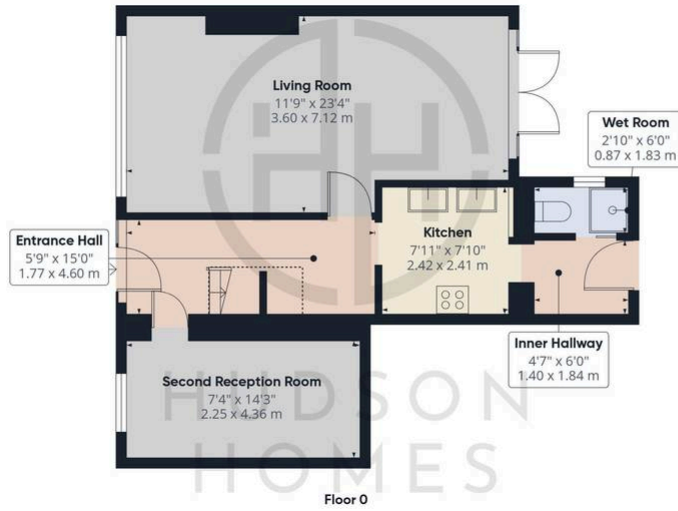 Living Room
11'9" x 23'4"
3.60 x 7.12 m
Wet Room
2'10" x 6'0"
0.87 x 1.83 m
Entrance Hall
5'9" x 15'0"
1.77 x 4.60 m
Kitchen
7'11" x 7'10"
2.42 x 2.41 m
Inner Hallway
4'7" x 6'0"
1.40 x 1.84 m
Second Reception Room
7'4" x 14'3"
2.25 x 4.36 m
HUDSON
HOMES
Floor 0